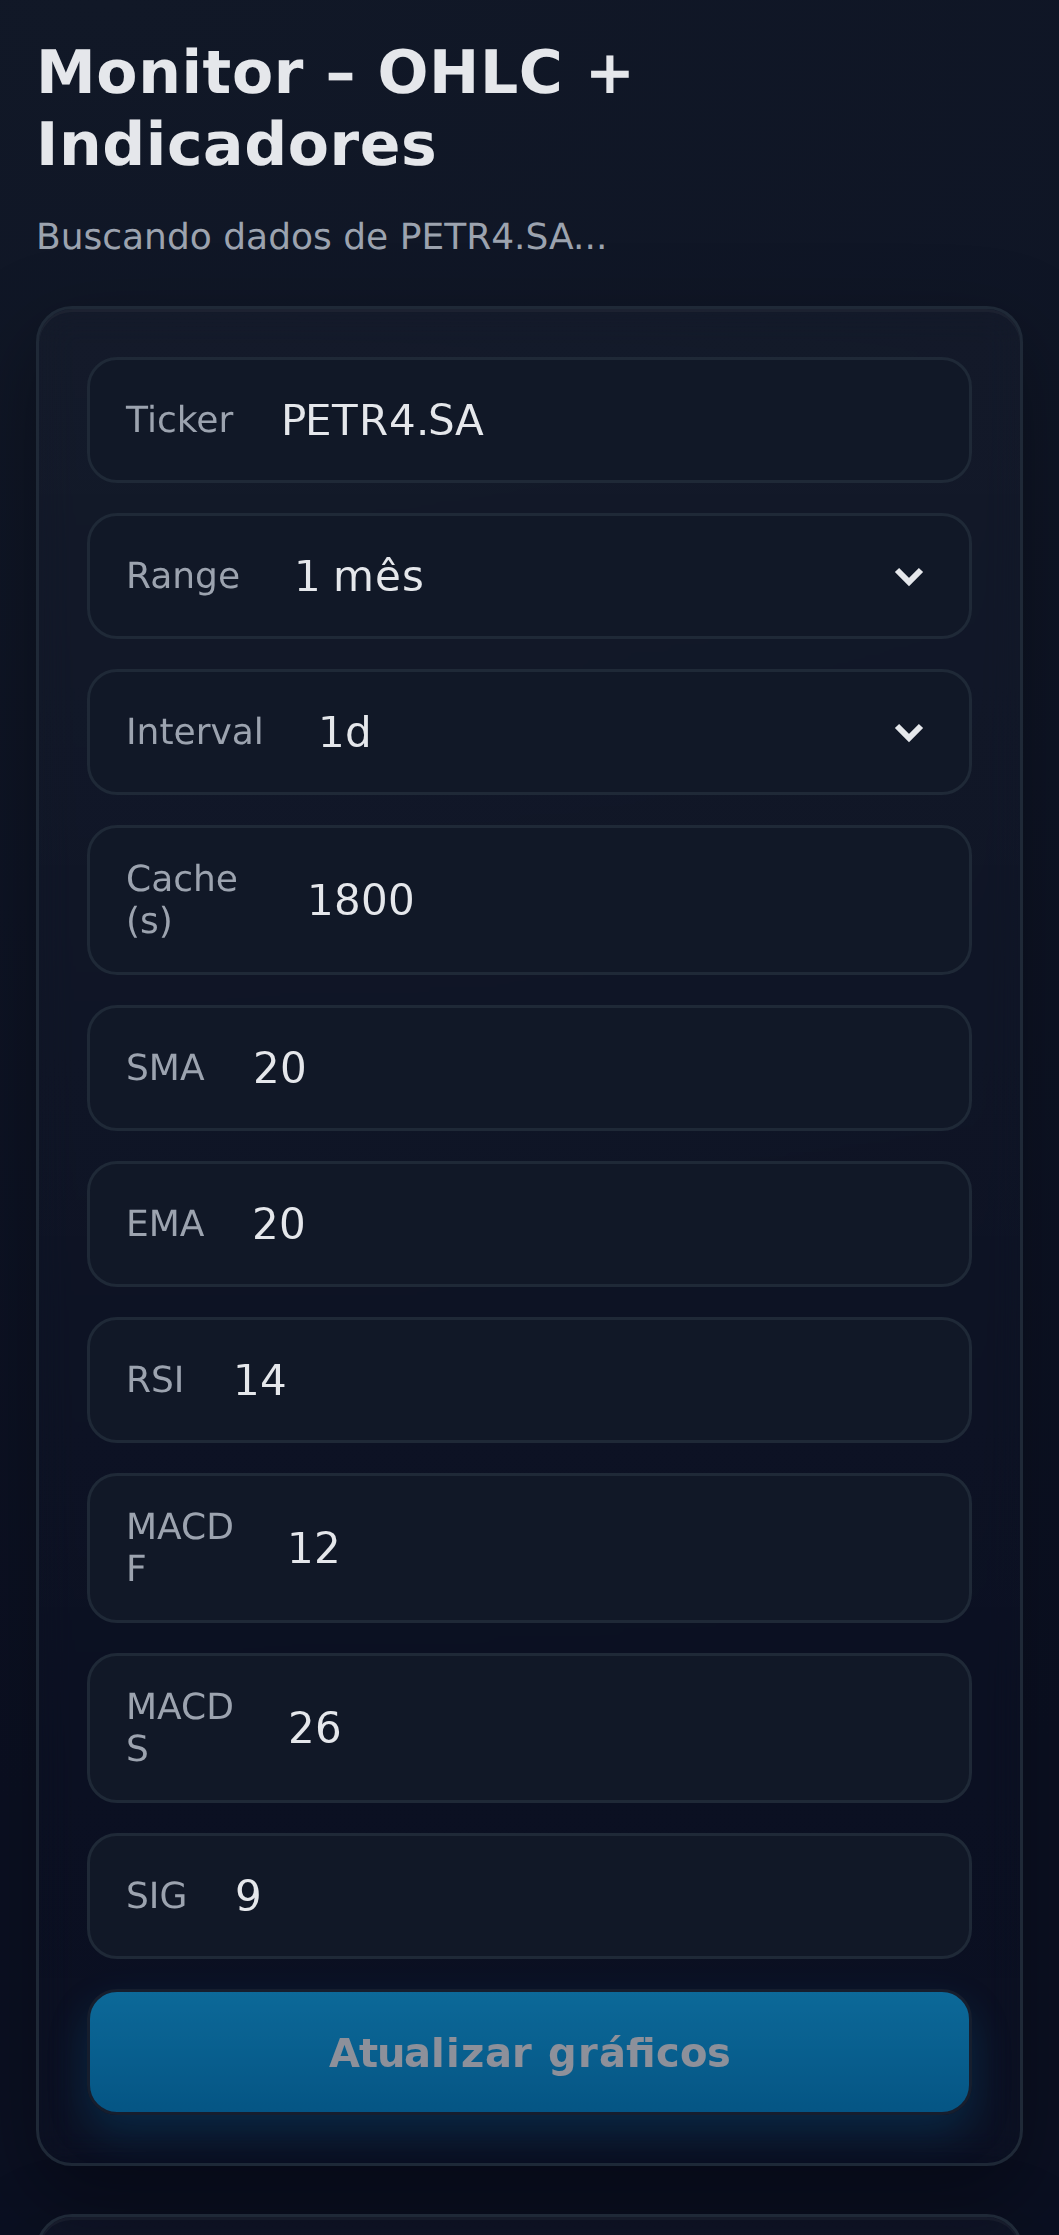 Monitor – OHLC +
Indicadores
Buscando dados de PETR4.SA...
Ticker PETR4.SA
Range 1 mês
Interval 1d
Cache
(s) 1800
SMA 20
EMA 20
RSI 14
MACD
F 12
MACD
S 26
SIG 9
Atualizar gráficos